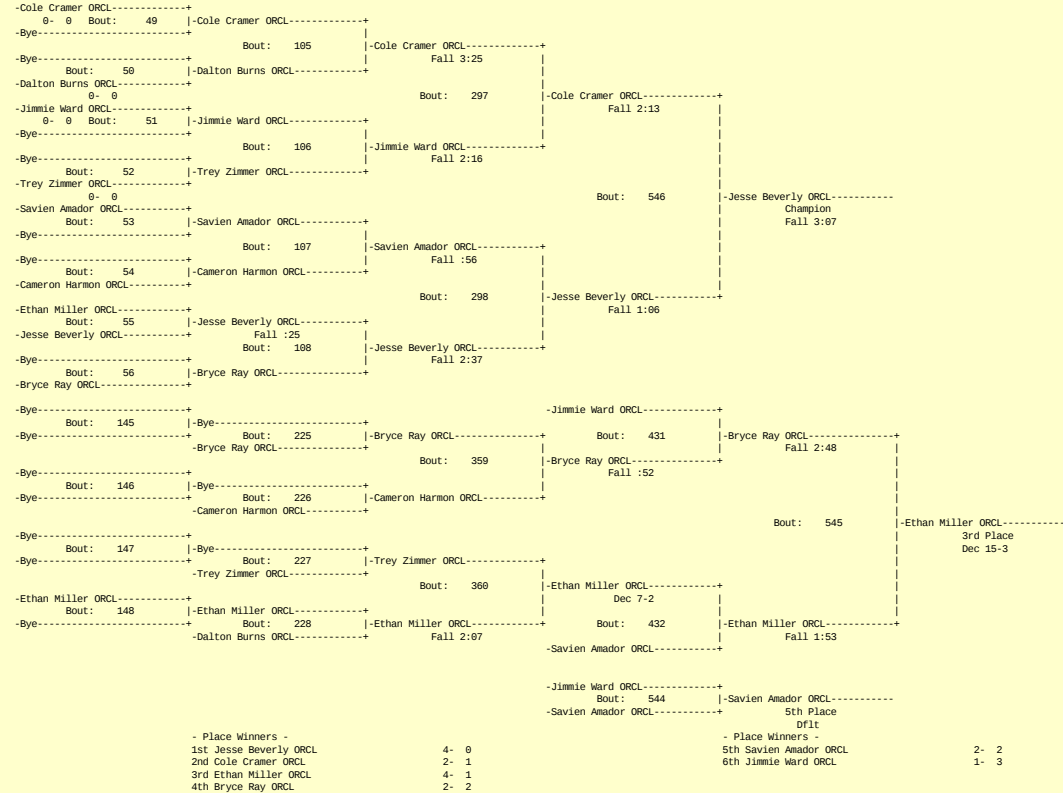 -Cole Cramer ORCL-----------+
0- 0 Bout: 49 |-Cole Cramer ORCL-----------+
-Bye-----------------------+ |
Bout: 105 |-Cole Cramer ORCL-----------+
-Bye-----------------------+ | Fall 3:25 |
Bout: 50 |-Dalton Burns ORCL-----------+ |
-Dalton Burns ORCL-----------+ |
0- 0 Bout: 297 |-Cole Cramer ORCL-----------+
-Jimmie Ward ORCL-----------+ | Fall 2:13 |
0- 0 Bout: 51 |-Jimmie Ward ORCL-----------+ | |
-Bye-----------------------+ | | |
Bout: 106 |-Jimmie Ward ORCL-----------+ |
-Bye-----------------------+ | Fall 2:16 |
Bout: 52 |-Trey Zimmer ORCL-----------+ |
-Trey Zimmer ORCL-----------+ |
0- 0 Bout: 546 |-Jesse Beverly ORCL----------
-Savien Amador ORCL----------+ | Champion
Bout: 53 |-Savien Amador ORCL-----------+ | Fall 3:07
-Bye-----------------------+ | |
Bout: 107 |-Savien Amador ORCL-----------+ |
-Bye-----------------------+ | Fall :56 | |
Bout: 54 |-Cameron Harmon ORCL---------+ | |
-Cameron Harmon ORCL---------+ | |
Bout: 298 |-Jesse Beverly ORCL----------+
-Ethan Miller ORCL-----------+ | Fall 1:06
Bout: 55 |-Jesse Beverly ORCL----------+ |
-Jesse Beverly ORCL----------+ Fall :25 | |
Bout: 108 |-Jesse Beverly ORCL----------+
-Bye-----------------------+ | Fall 2:37
Bout: 56 |-Bryce Ray ORCL--------------+
-Bryce Ray ORCL--------------+
-Bye-----------------------+ -Jimmie Ward ORCL------------+
Bout: 145 |-Bye------------------------+
-Bye-----------------------+ Bout: 225 |-Bryce Ray ORCL--------------+ Bout: 431 |-Bryce Ray ORCL--------------+
-Bryce Ray ORCL--------------+ | Fall 2:48 |
Bout: 359 |-Bryce Ray ORCL--------------+ |
-Bye-----------------------+ | Fall :52 |
Bout: 146 |-Bye------------------------+ | |
-Bye-----------------------+ Bout: 226 |-Cameron Harmon ORCL---------+ |
-Cameron Harmon ORCL---------+ |
Bout: 545 |-Ethan Miller ORCL----------
-Bye-----------------------+ | 3rd Place
Bout: 147 |-Bye------------------------+ | Dec 15-3
-Bye-----------------------+ Bout: 227 |-Trey Zimmer ORCL------------+ |
-Trey Zimmer ORCL------------+ | |
Bout: 360 |-Ethan Miller ORCL-----------+ |
-Ethan Miller ORCL-----------+ | Dec 7-2 | |
Bout: 148 |-Ethan Miller ORCL-----------+ | | |
-Bye-----------------------+ Bout: 228 |-Ethan Miller ORCL-----------+ Bout: 432 |-Ethan Miller ORCL-----------+
-Dalton Burns ORCL-----------+ Fall 2:07 | Fall 1:53
-Savien Amador ORCL----------+
-Jimmie Ward ORCL------------+
Bout: 544 |-Savien Amador ORCL----------
-Savien Amador ORCL----------+ 5th Place
Dflt
- Place Winners - - Place Winners -
1st Jesse Beverly ORCL 4- 0 5th Savien Amador ORCL 2- 2
2nd Cole Cramer ORCL 2- 1 6th Jimmie Ward ORCL 1- 3
3rd Ethan Miller ORCL 4- 1
4th Bryce Ray ORCL 2- 2